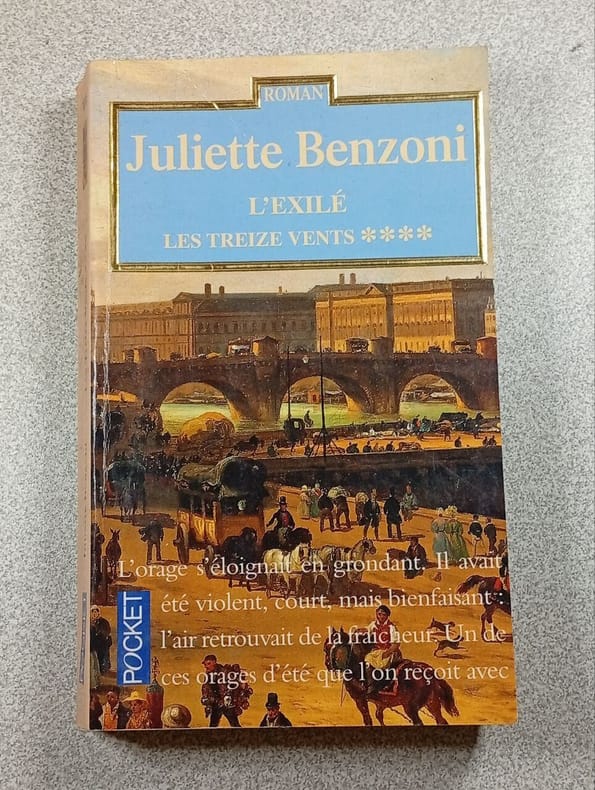 ROMAN
Juliette Benzoni
L'EXILÉ
LES TREIZE VENTS ****
L'orage s'éloignait en grondant. Il avait
été violent, court, mais bienfaisant :
l'air retrouvait de la fraîcheur. Un de
ces orages d'été que l'on reçoit avec
POCKET